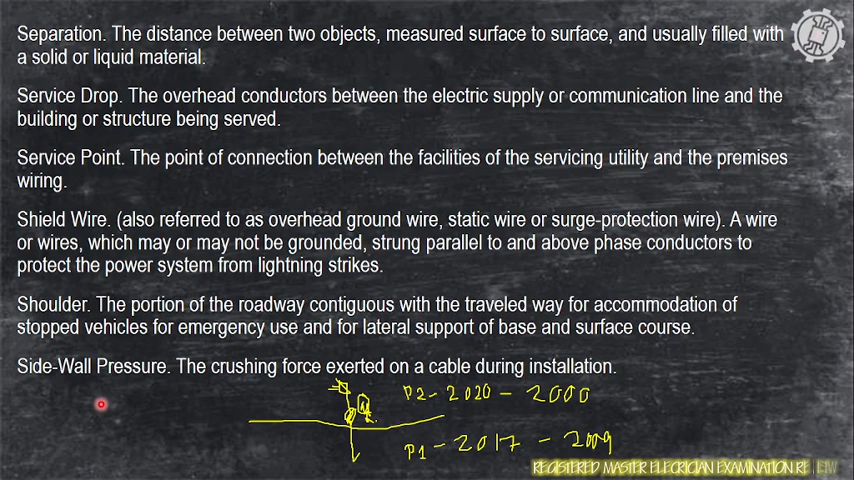 Separation. The distance between two objects, measured surface to surface, and usually filled with
a solid or liquid material.
Service Drop. The overhead conductors between the electric supply or communication line and the
building or structure being served.
Service Point. The point of connection between the facilities of the servicing utility and the premises
wiring.
Shield Wire. (also referred to as overhead ground wire, static wire or surge-protection wire). A wire
or wires, which may or may not be grounded, strung parallel to and above phase conductors to
protect the power system from lightning strikes.
Shoulder. The portion of the roadway contiguous with the traveled way for accommodation of
stopped vehicles for emergency use and for lateral support of base and surface course.
Side-Wall Pressure. The crushing force exerted on a cable during installation.
P2 - 2020 - 2000
P1 - 2017 - 2009
REGISTERED MASTER ELECRICIAN EXAMINATION RE